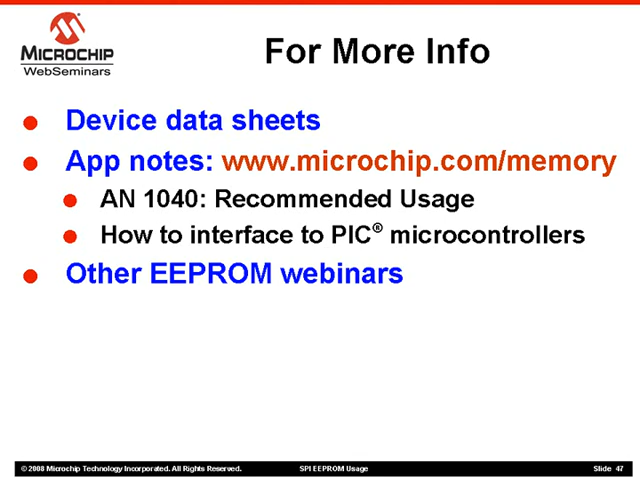 MICROCHIP
WebSeminars
For More Info
Device data sheets
App notes: www.microchip.com/memory
AN 1040: Recommended Usage
How to interface to PIC® microcontrollers
Other EEPROM webinars
© 2008 Microchip Technology Incorporated. All Rights Reserved. SPI EEPROM Usage Slide 47